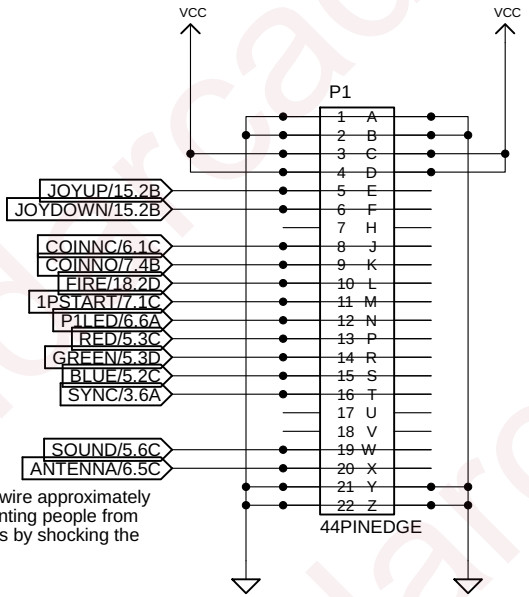 VCC
VCC
P1
1 A
2 B
3 C
4 D
JOYUP/15.2B
5 E
JOYDOWN/15.2B
6 F
7 H
COINNC/6.1C
8 J
COINNO/7.4B
9 K
FIRE/18.2D
10 L
1PSTART/7.1C
11 M
P1LED/6.6A
12 N
RED/5.3C
13 P
GREEN/5.3D
14 R
BLUE/5.2C
15 S
SYNC/3.6A
16 T
17 U
18 V
SOUND/5.6C
19 W
ANTENNA/6.5C
20 X
21 Y
22 Z
wire approximately
nting people from
s by shocking the
44PINEDGE